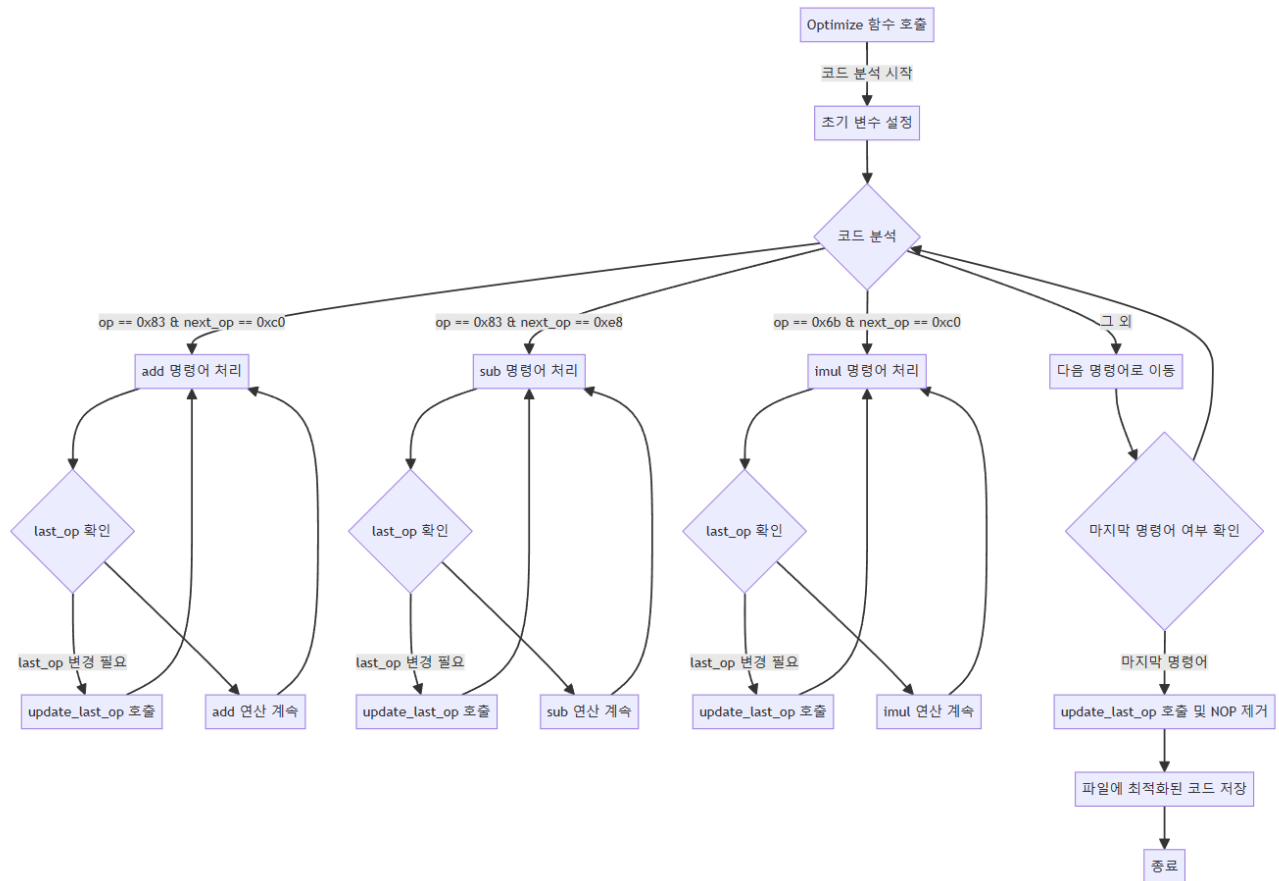 Optimize 함수 호출
코드 분석 시작
초기 변수 설정
코드 분석
op == 0x83 & next_op == 0xc0
op == 0x83 & next_op == 0xe8
op == 0x6b & next_op == 0xc0
그 외
add 명령어 처리
sub 명령어 처리
imul 명령어 처리
다음 명령어로 이동
last_op 확인
last_op 확인
last_op 확인
마지막 명령어 여부 확인
last_op 변경 필요
last_op 변경 필요
last_op 변경 필요
마지막 명령어
update_last_op 호출
add 연산 계속
update_last_op 호출
sub 연산 계속
update_last_op 호출
imul 연산 계속
update_last_op 호출 및 NOP 제거
파일에 최적화된 코드 저장
종료